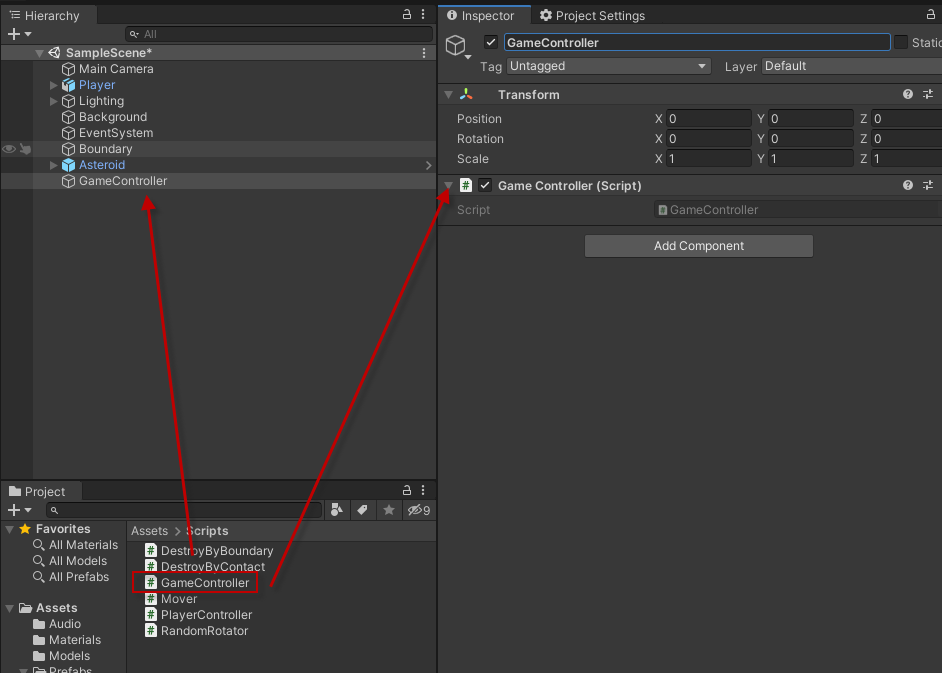 Hierarchy
All
SampleScene*
Main Camera
Player
Lighting
Background
EventSystem
Boundary
Asteroid
GameController
Inspector
Project Settings
GameController
Static
Tag Untagged Layer Default
Transform
Position X 0 Y 0 Z 0
Rotation X 0 Y 0 Z 0
Scale X 1 Y 1 Z 1
# Game Controller (Script)
Script # GameController
Add Component
Project
9
Favorites
All Materials
All Models
All Prefabs
Assets
Audio
Materials
Models
Prefabs
Assets > Scripts
# DestroyByBoundary
# DestroyByContact
# GameController
# Mover
# PlayerController
# RandomRotator